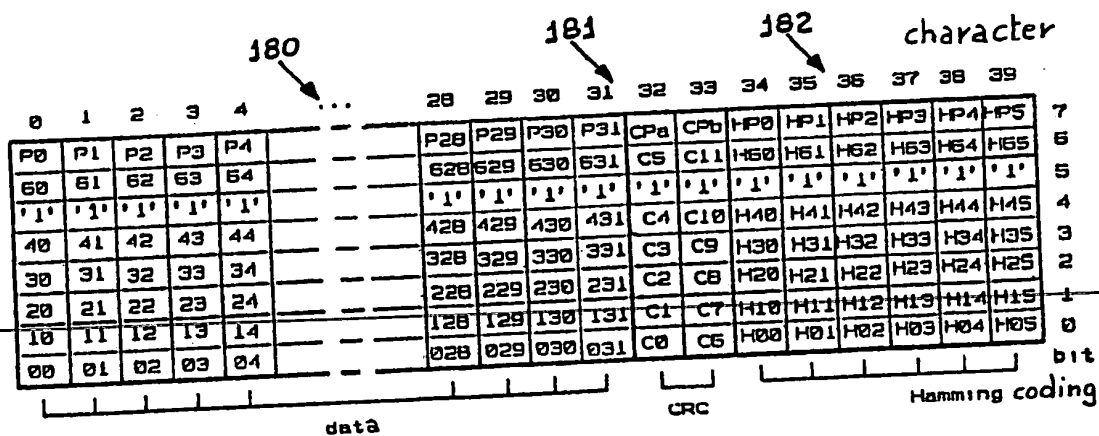 180 181 182 character
0 1 2 3 4 ... 28 29 30 31 32 33 34 35 36 37 38 39
P0 P1 P2 P3 P4 P28 P29 P30 P31 CPa CPb HP0 HP1 HP2 HP3 HP4 HP5 7
60 61 62 63 64 628 629 630 631 C5 C11 H60 H61 H62 H63 H64 H65 6
'1' '1' '1' '1' '1' '1' '1' '1' '1' '1' '1' '1' '1' '1' '1' '1' '1' 5
40 41 42 43 44 428 429 430 431 C4 C10 H40 H41 H42 H43 H44 H45 4
30 31 32 33 34 328 329 330 331 C3 C9 H30 H31 H32 H33 H34 H35 3
20 21 22 23 24 228 229 230 231 C2 C8 H20 H21 H22 H23 H24 H25 2
10 11 12 13 14 128 129 130 131 C1 C7 H10 H11 H12 H13 H14 H15 1
00 01 02 03 04 028 029 030 031 C0 C6 H00 H01 H02 H03 H04 H05 0
bit
data CRC Hamming coding